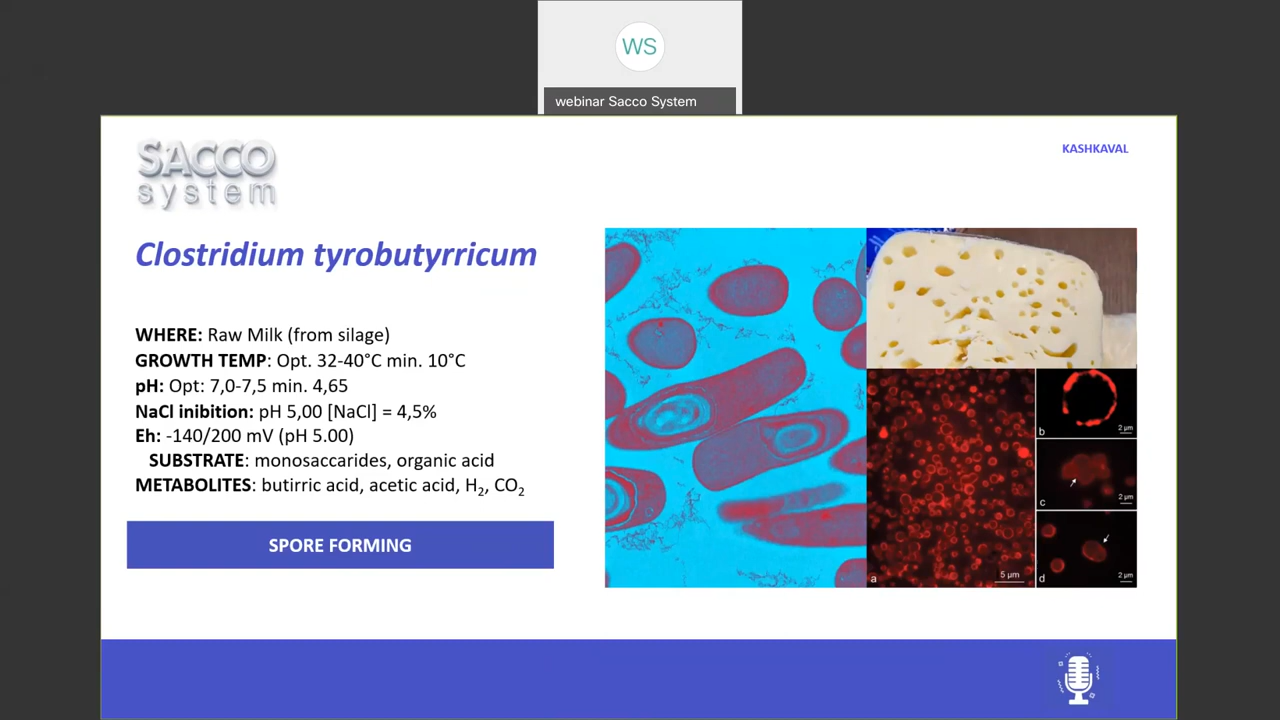 WS
webinar Sacco System
SACCO
system
KASHKAVAL
Clostridium tyrobutyrricum
WHERE: Raw Milk (from silage)
GROWTH TEMP: Opt. 32-40°C min. 10°C
pH: Opt: 7,0-7,5 min. 4,65
NaCl inibition: pH 5,00 [NaCl] = 4,5%
Eh: -140/200 mV (pH 5.00)
SUBSTRATE: monosaccarides, organic acid
METABOLITES: butirric acid, acetic acid, H₂, CO₂
SPORE FORMING
a
5 µm
b
2 µm
c
2 µm
d
2 µm